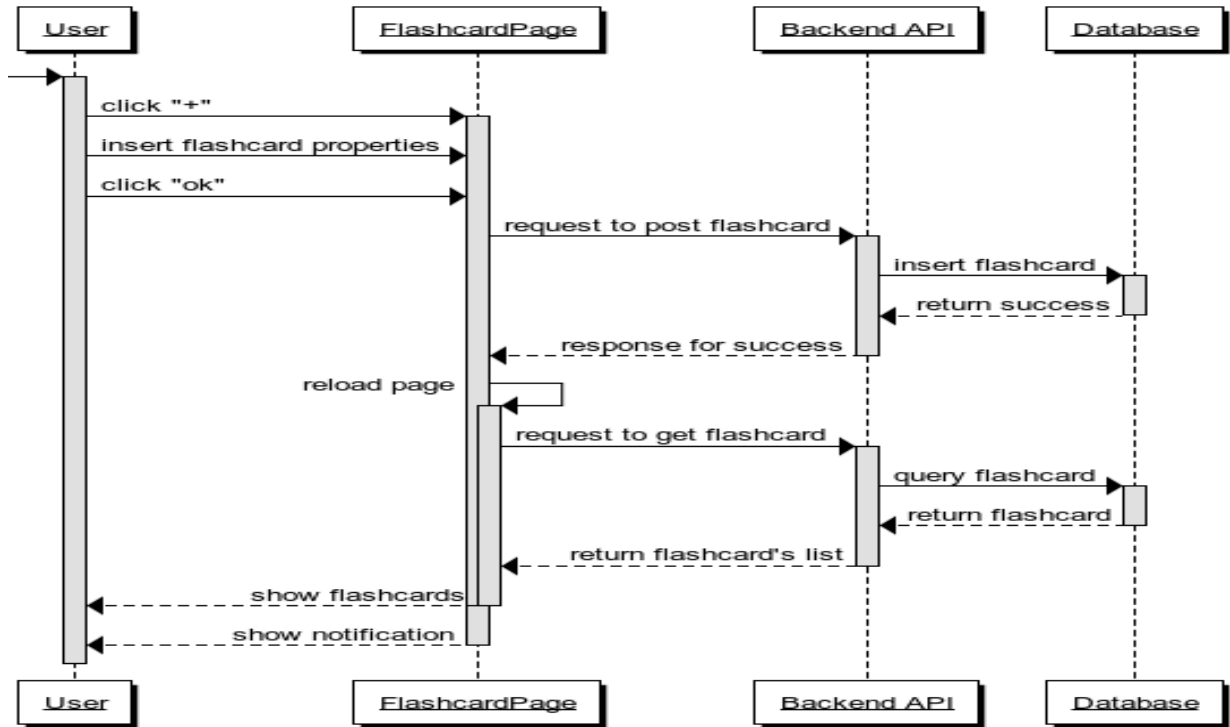 User
FlashcardPage
Backend API
Database
click "+"
insert flashcard properties
click "ok"
request to post flashcard
insert flashcard
return success
response for success
reload page
request to get flashcard
query flashcard
return flashcard
return flashcard's list
show flashcards
show notification
User
FlashcardPage
Backend API
Database